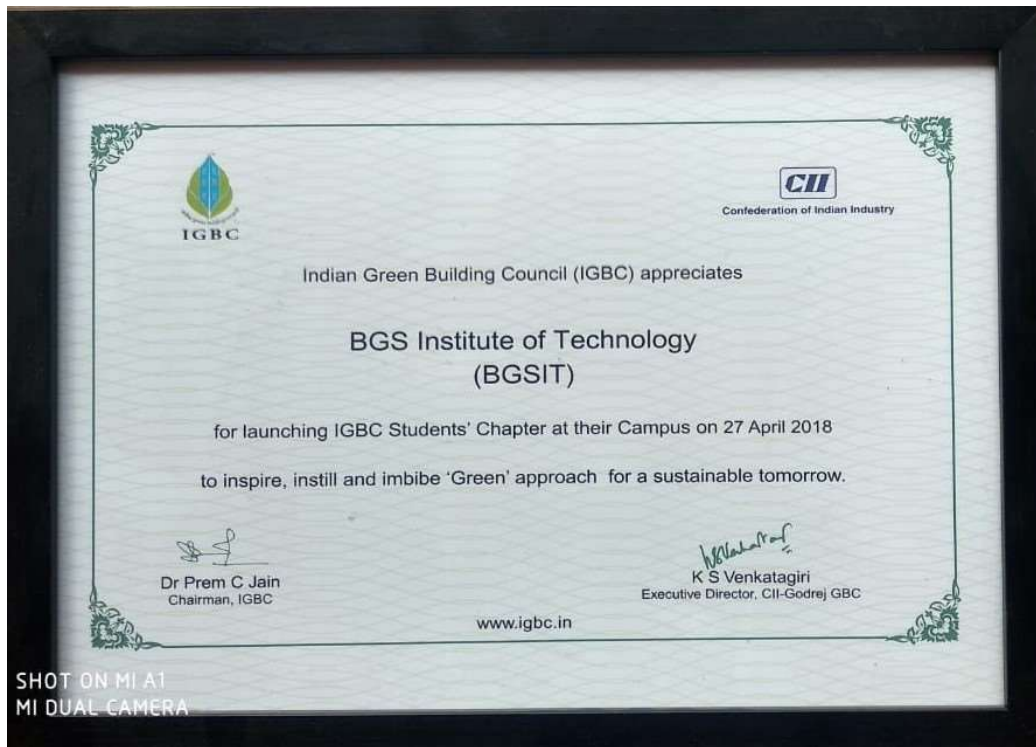 IGBC
CII
Confederation of Indian Industry
Indian Green Building Council (IGBC) appreciates
BGS Institute of Technology
(BGSIT)
for launching IGBC Students' Chapter at their Campus on 27 April 2018
to inspire, instill and imbibe 'Green' approach for a sustainable tomorrow.
Dr Prem C Jain
Chairman, IGBC
K S Venkatagiri
Executive Director, CII-Godrej GBC
www.igbc.in
SHOT ON MI A1
MI DUAL CAMERA